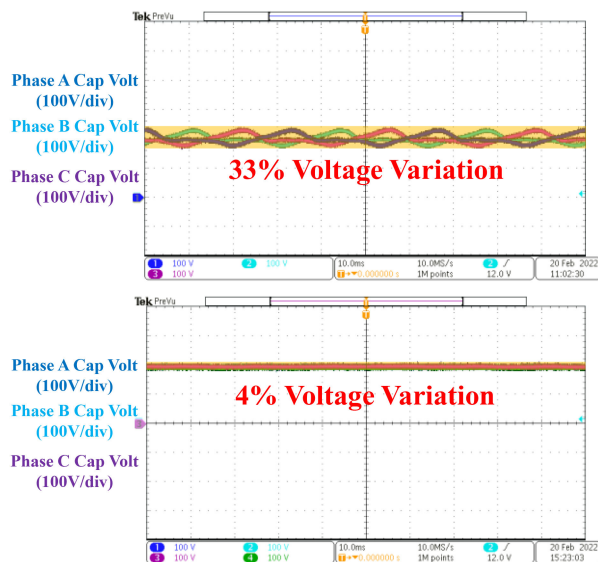 Tek PreVu
Phase A Cap Volt
(100V/div)
Phase B Cap Volt
(100V/div)
Phase C Cap Volt
(100V/div)
33% Voltage Variation
1 100 V 2 100 V 10.0ms 10.0MS/s 2 20 Feb 2022
3 100 V 0.000000 s 1M points 12.0 V 11:02:30
Tek PreVu
Phase A Cap Volt
(100V/div)
Phase B Cap Volt
(100V/div)
Phase C Cap Volt
(100V/div)
4% Voltage Variation
1 100 V 2 100 V 10.0ms 10.0MS/s 2 20 Feb 2022
3 100 V 4 100 V 0.000000 s 1M points 12.0 V 15:23:03